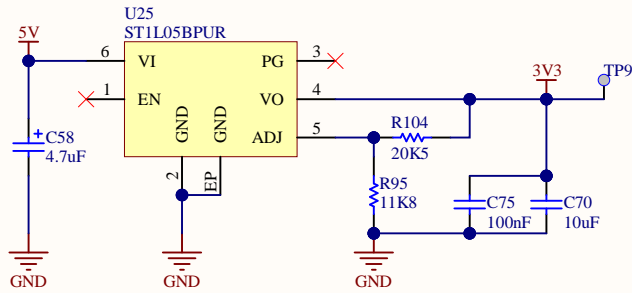 U25
ST1L05BPUR
5V
6
VI
PG
3
1
EN
VO
4
3V3
TP9
GND
GND
ADJ
5
R104
20K5
+
C58
4.7uF
2
EP
R95
11K8
C75
100nF
C70
10uF
GND
GND
GND